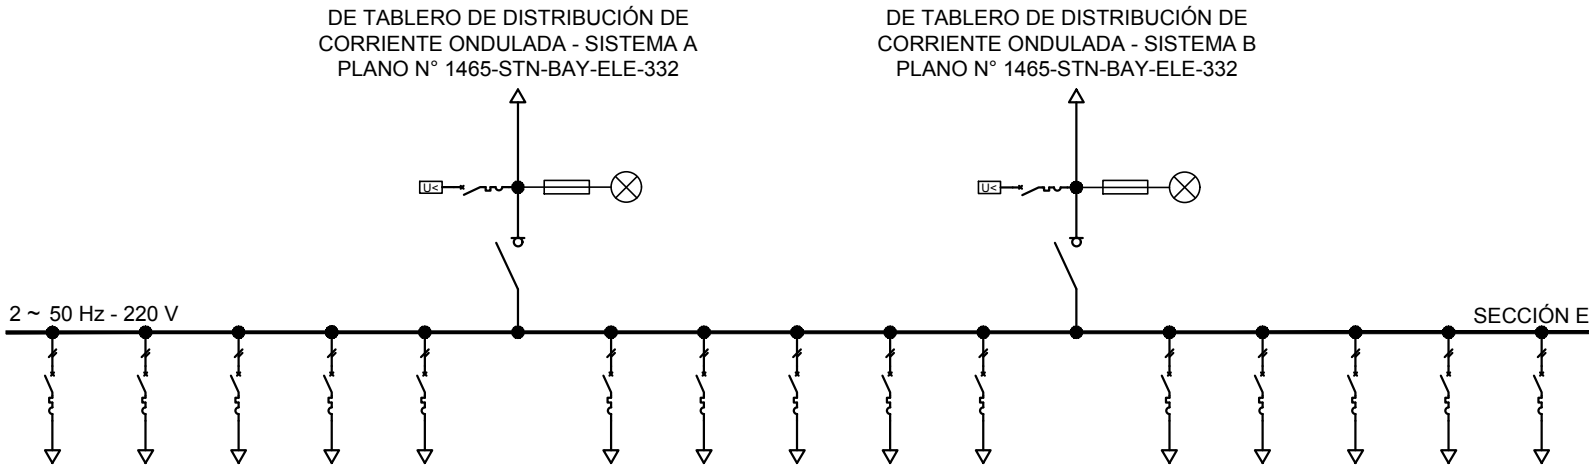 DE TABLERO DE DISTRIBUCIÓN DE
CORRIENTE ONDULADA - SISTEMA A
PLANO N° 1465-STN-BAY-ELE-332
DE TABLERO DE DISTRIBUCIÓN DE
CORRIENTE ONDULADA - SISTEMA B
PLANO N° 1465-STN-BAY-ELE-332
U<
U<
2 ~ 50 Hz - 220 V
SECCIÓN E